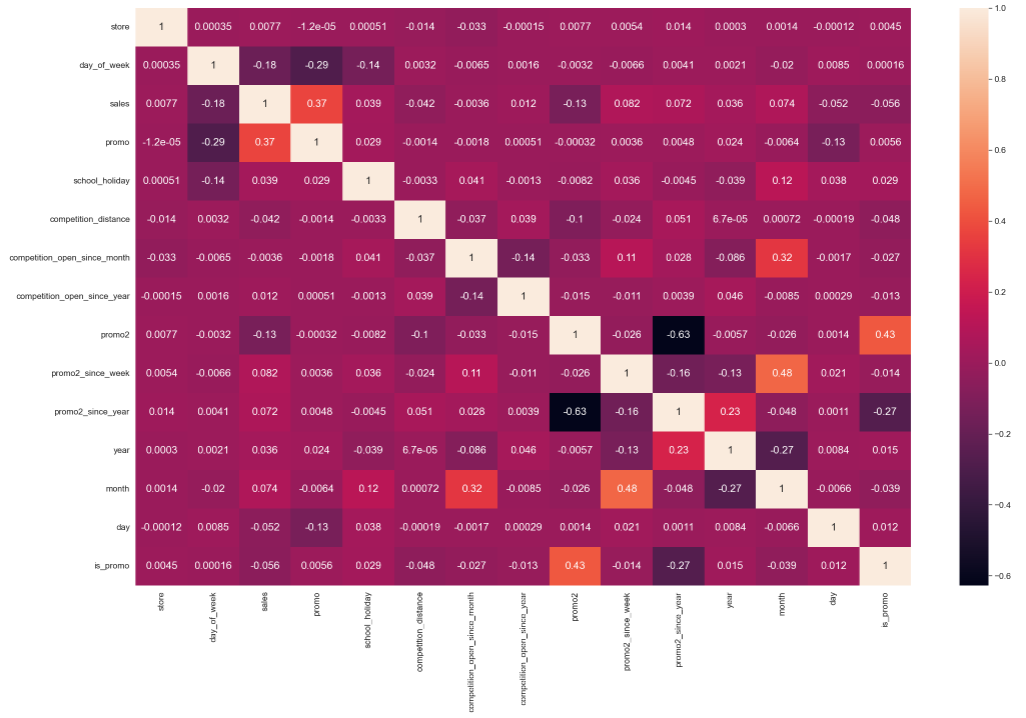 store 1 0.00035 0.0077 -1.2e-05 0.00051 -0.014 -0.033 -0.00015 0.0077 0.0054 0.014 0.0003 0.0014 -0.00012 0.0045
day_of_week 0.00035 1 -0.18 -0.29 -0.14 0.0032 -0.0065 0.0016 -0.0032 -0.0066 0.0041 0.0021 -0.02 0.0085 0.00016
sales 0.0077 -0.18 1 0.37 0.039 -0.042 -0.0036 0.012 -0.13 0.082 0.072 0.036 0.074 -0.052 -0.056
promo -1.2e-05 -0.29 0.37 1 0.029 -0.0014 -0.0018 0.00051 -0.00032 0.0036 0.0048 0.024 -0.0064 -0.13 0.0056
school_holiday 0.00051 -0.14 0.039 0.029 1 -0.0033 0.041 -0.0013 -0.0082 0.036 -0.0045 -0.039 0.12 0.038 0.029
competition_distance -0.014 0.0032 -0.042 -0.0014 -0.0033 1 -0.037 0.039 -0.1 -0.024 0.051 6.7e-05 0.00072 -0.00019 -0.048
competition_open_since_month -0.033 -0.0065 -0.0036 -0.0018 0.041 -0.037 1 -0.14 -0.033 0.11 0.028 -0.086 0.32 -0.0017 -0.027
competition_open_since_year -0.00015 0.0016 0.012 0.00051 -0.0013 0.039 -0.14 1 -0.015 -0.011 0.0039 0.046 -0.0085 0.00029 -0.013
promo2 0.0077 -0.0032 -0.13 -0.00032 -0.0082 -0.1 -0.033 -0.015 1 -0.026 -0.63 -0.0057 -0.026 0.0014 0.43
promo2_since_week 0.0054 -0.0066 0.082 0.0036 0.036 -0.024 0.11 -0.011 -0.026 1 -0.16 -0.13 0.48 0.021 -0.014
promo2_since_year 0.014 0.0041 0.072 0.0048 -0.0045 0.051 0.028 0.0039 -0.63 -0.16 1 0.23 -0.048 0.0011 -0.27
year 0.0003 0.0021 0.036 0.024 -0.039 6.7e-05 -0.086 0.046 -0.0057 -0.13 0.23 1 -0.27 0.0084 0.015
month 0.0014 -0.02 0.074 -0.0064 0.12 0.00072 0.32 -0.0085 -0.026 0.48 -0.048 -0.27 1 -0.0066 -0.039
day -0.00012 0.0085 -0.052 -0.13 0.038 -0.00019 -0.0017 0.00029 0.0014 0.021 0.0011 0.0084 -0.0066 1 0.012
is_promo 0.0045 0.00016 -0.056 0.0056 0.029 -0.048 -0.027 -0.013 0.43 -0.014 -0.27 0.015 -0.039 0.012 1
store
day_of_week
sales
promo
school_holiday
competition_distance
competition_open_since_month
competition_open_since_year
promo2
promo2_since_week
promo2_since_year
year
month
day
is_promo
1.0
0.8
0.6
0.4
0.2
0.0
−0.2
−0.4
−0.6